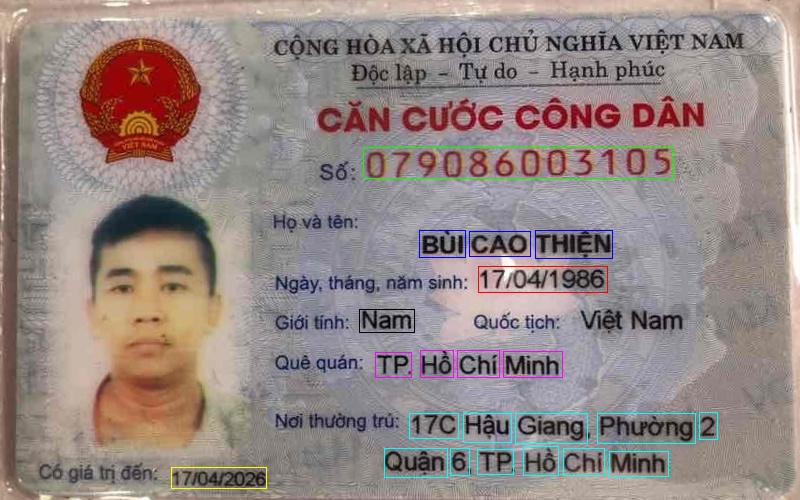 CỘNG HÒA XÃ HỘI CHỦ NGHĨA VIỆT NAM
Độc lập – Tự do – Hạnh phúc
CĂN CƯỚC CÔNG DÂN
Số: 079086003105
Họ và tên:
BÙI CAO THIỆN
Ngày, tháng, năm sinh: 17/04/1986
Giới tính: Nam Quốc tịch: Việt Nam
Quê quán: TP. Hồ Chí Minh
Nơi thường trú: 17C Hậu Giang, Phường 2
Quận 6, TP. Hồ Chí Minh
Có giá trị đến: 17/04/2026
VIỆT NAM